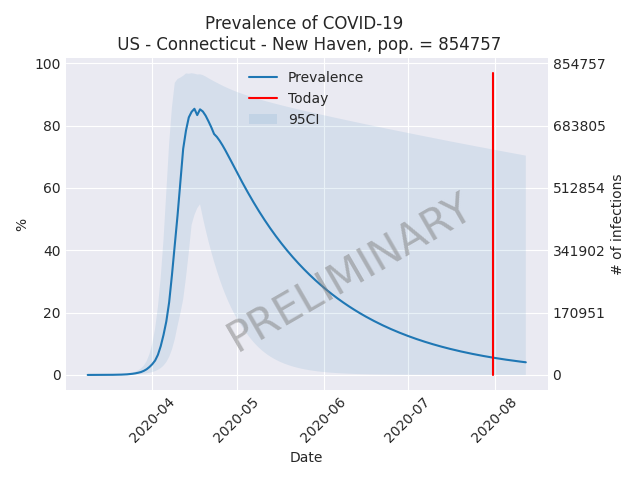 Prevalence of COVID-19
US - Connecticut - New Haven, pop. = 854757
100
80
60
40
20
0
%
854757
683805
512854
341902
170951
0
# of infections
Prevalence
Today
95CI
PRELIMINARY
2020-04
2020-05
2020-06
2020-07
2020-08
Date